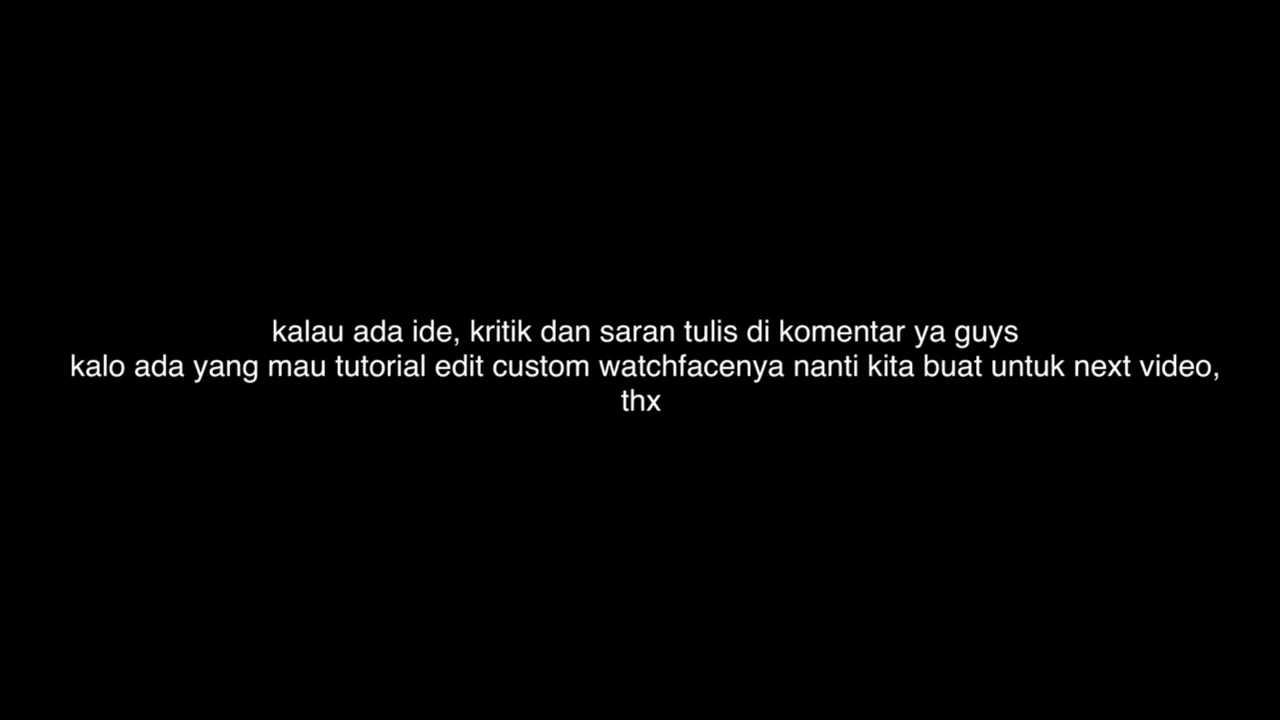 kalau ada ide, kritik dan saran tulis di komentar ya guys
kalo ada yang mau tutorial edit custom watchfacenya nanti kita buat untuk next video,
thx